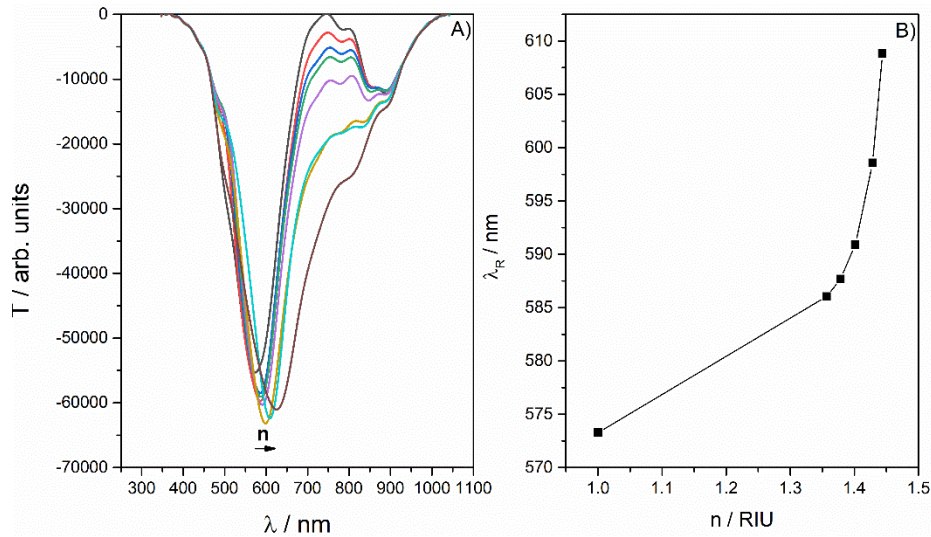 A)
T / arb. units
0
-10000
-20000
-30000
-40000
-50000
-60000
-70000
n
300 400 500 600 700 800 900 1000 1100
λ / nm
B)
λR / nm
610
605
600
595
590
585
580
575
570
1.0 1.1 1.2 1.3 1.4 1.5
n / RIU